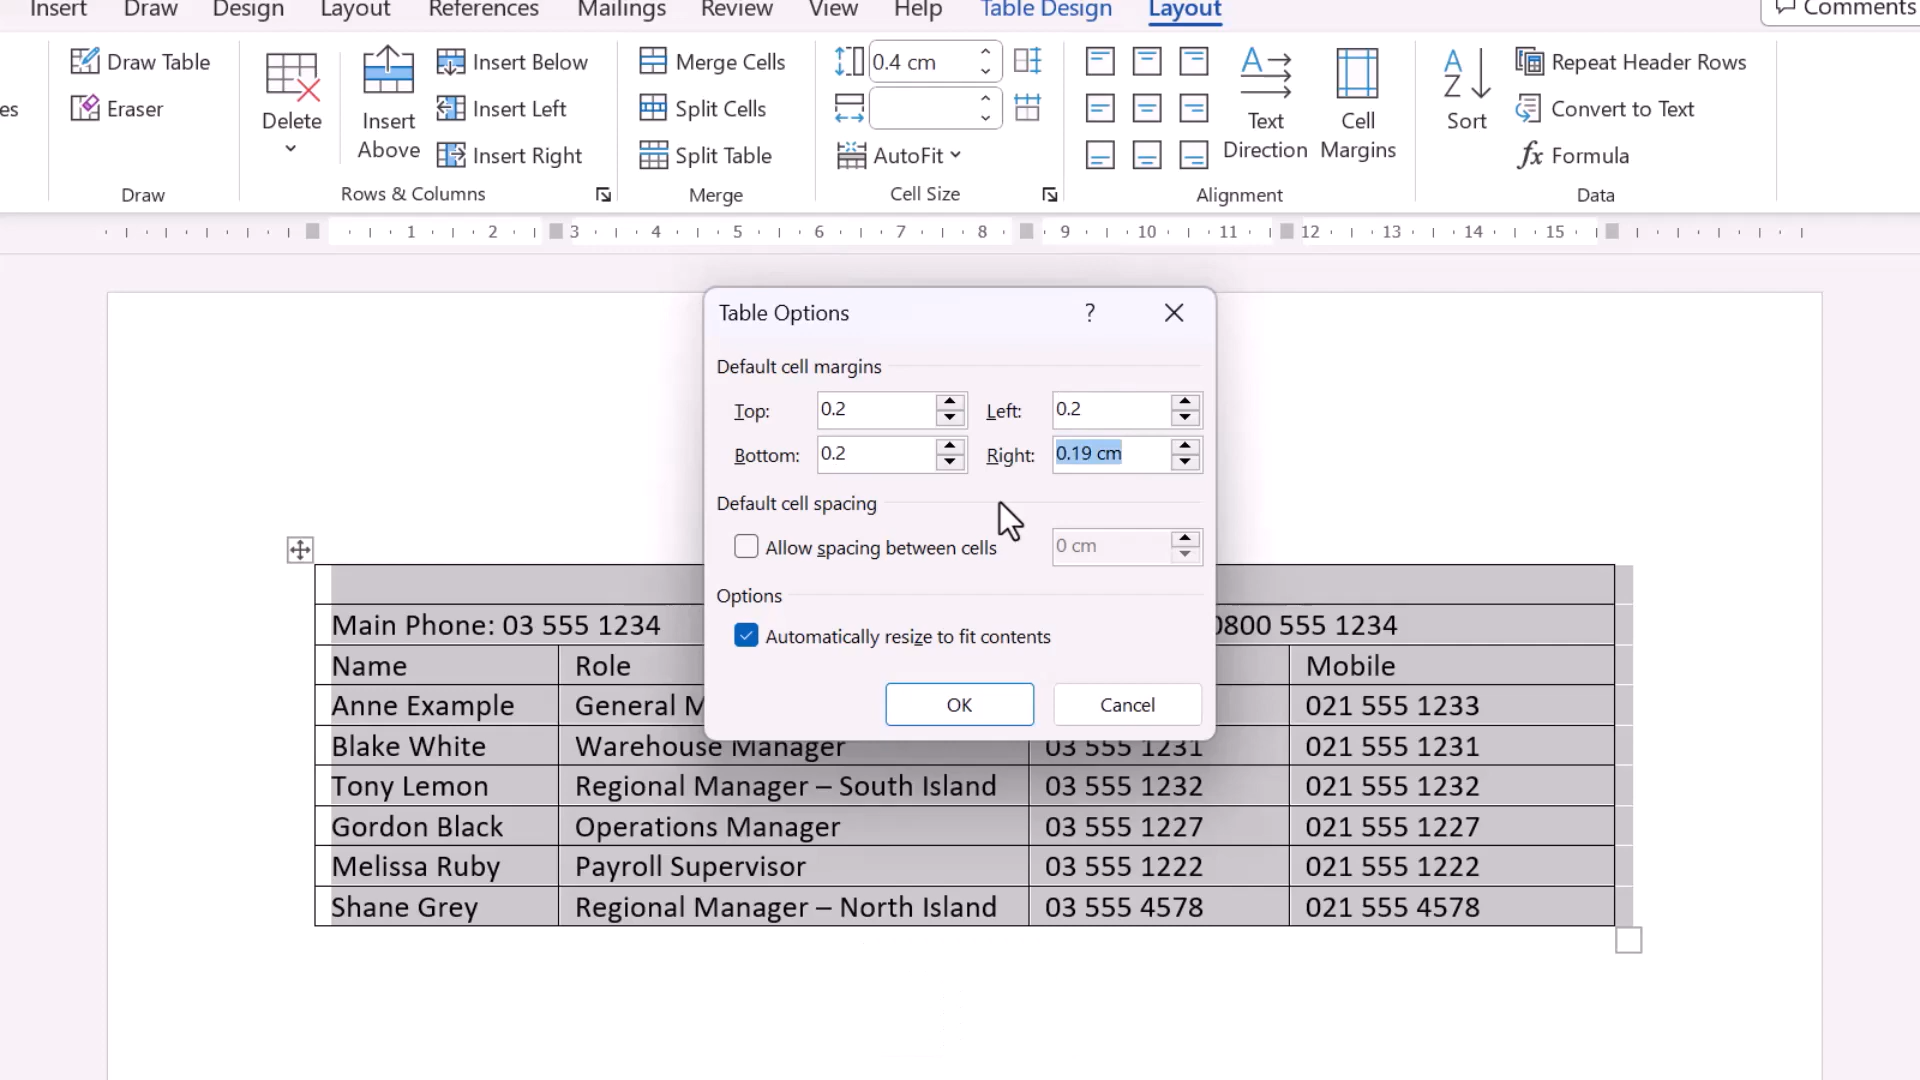 Insert Draw Design Layout References Mailings Review View Help Table Design Layout Comments
Draw Table
Eraser
Draw
Delete
Insert Above
Insert Below
Insert Left
Insert Right
Rows & Columns
Merge Cells
Split Cells
Split Table
Merge
0.4 cm
AutoFit
Cell Size
Text Direction
Cell Margins
Alignment
Sort
Repeat Header Rows
Convert to Text
fx Formula
Data
1 2 3 4 5 6 7 8 9 10 11 12 13 14 15
Table Options ?
Default cell margins
Top: 0.2 Left: 0.2
Bottom: 0.2 Right: 0.19 cm
Default cell spacing
Allow spacing between cells 0 cm
Options
Automatically resize to fit contents
OK Cancel
Main Phone: 03 555 1234 0800 555 1234
Name Role Mobile
Anne Example General M 021 555 1233
Blake White Warehouse Manager 03 555 1231 021 555 1231
Tony Lemon Regional Manager – South Island 03 555 1232 021 555 1232
Gordon Black Operations Manager 03 555 1227 021 555 1227
Melissa Ruby Payroll Supervisor 03 555 1222 021 555 1222
Shane Grey Regional Manager – North Island 03 555 4578 021 555 4578